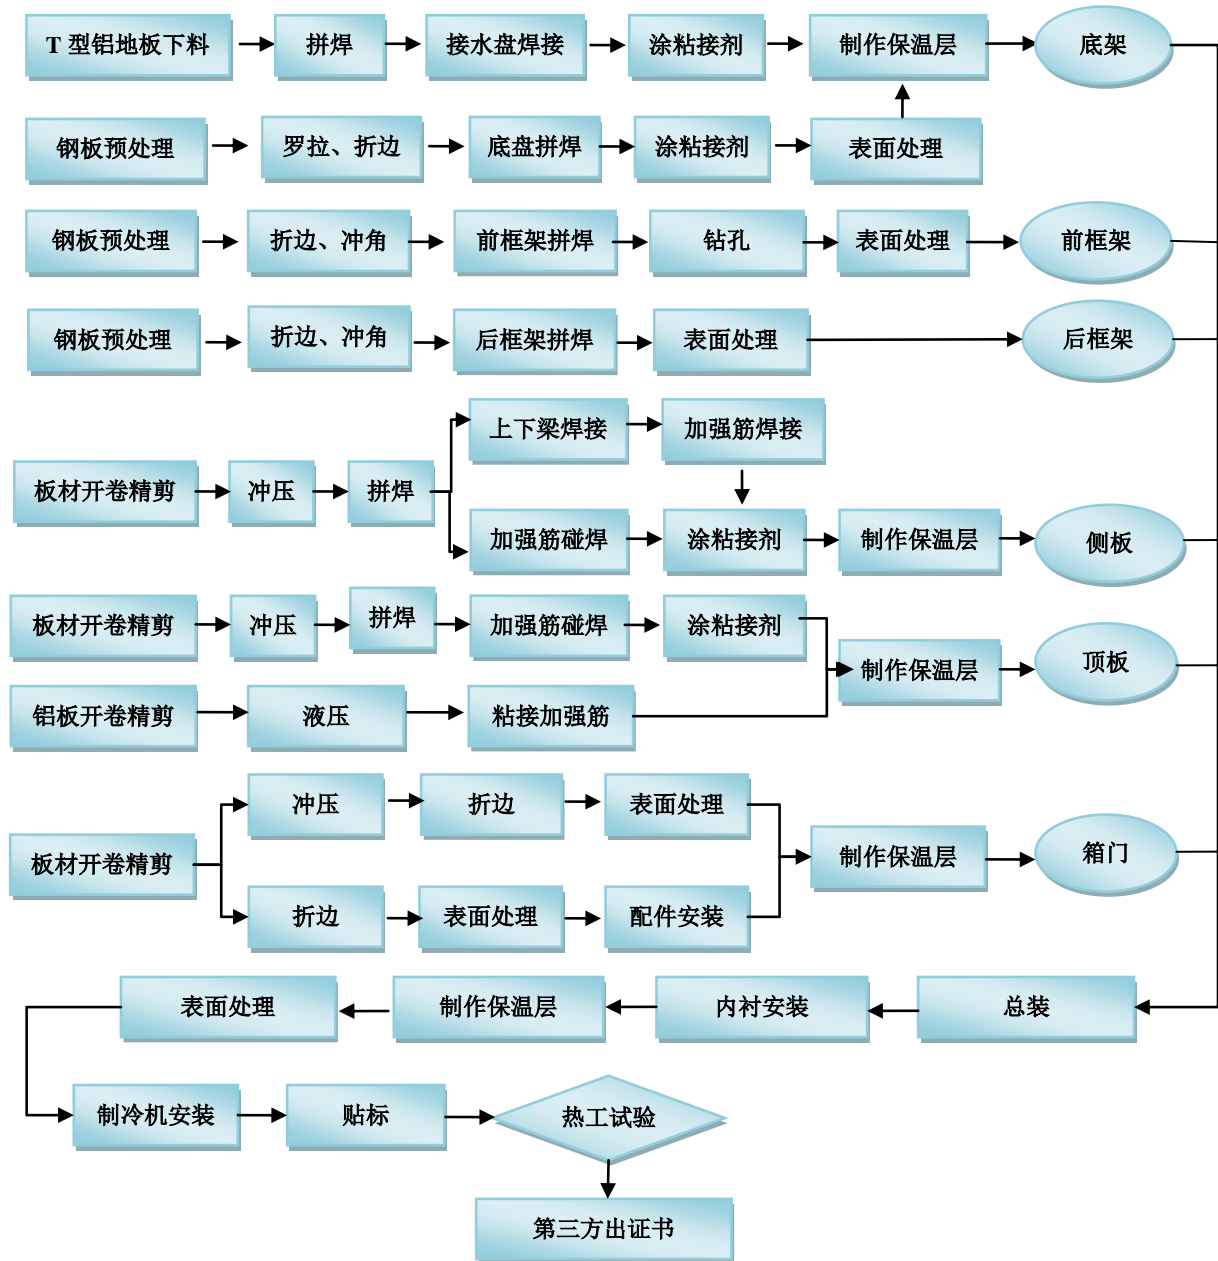 T 型铝地板下料
拼焊
接水盘焊接
涂粘接剂
制作保温层
底架
钢板预处理
罗拉、折边
底盘拼焊
涂粘接剂
表面处理
钢板预处理
折边、冲角
前框架拼焊
钻孔
表面处理
前框架
钢板预处理
折边、冲角
后框架拼焊
表面处理
后框架
上下梁焊接
加强筋焊接
板材开卷精剪
冲压
拼焊
加强筋碰焊
涂粘接剂
制作保温层
侧板
板材开卷精剪
冲压
拼焊
加强筋碰焊
涂粘接剂
制作保温层
顶板
铝板开卷精剪
液压
粘接加强筋
冲压
折边
表面处理
板材开卷精剪
制作保温层
箱门
折边
表面处理
配件安装
表面处理
制作保温层
内衬安装
总装
制冷机安装
贴标
热工试验
第三方出证书